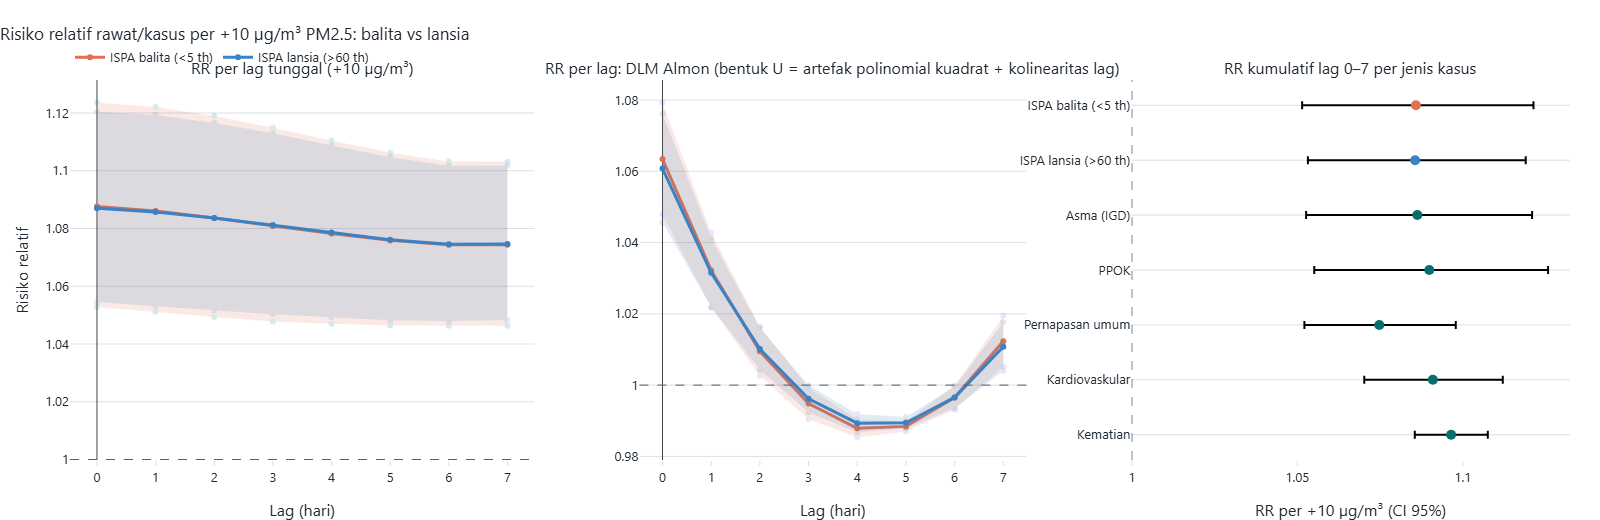 Risiko relatif rawat/kasus per +10 µg/m³ PM2.5: balita vs lansia
ISPA balita (<5 th)
ISPA lansia (>60 th)
RR per lag tunggal (+10 µg/m³)
RR per lag: DLM Almon (bentuk U = artefak polinomial kuadrat + kolinearitas lag)
RR kumulatif lag 0–7 per jenis kasus
Risiko relatif
1.12
1.1
1.08
1.06
1.04
1.02
1
0 1 2 3 4 5 6 7
Lag (hari)
1.08
1.06
1.04
1.02
1
0.98
0 1 2 3 4 5 6 7
Lag (hari)
ISPA balita (<5 th)
ISPA lansia (>60 th)
Asma (IGD)
PPOK
Pernapasan umum
Kardiovaskular
Kematian
1 1.05 1.1
RR per +10 µg/m³ (CI 95%)